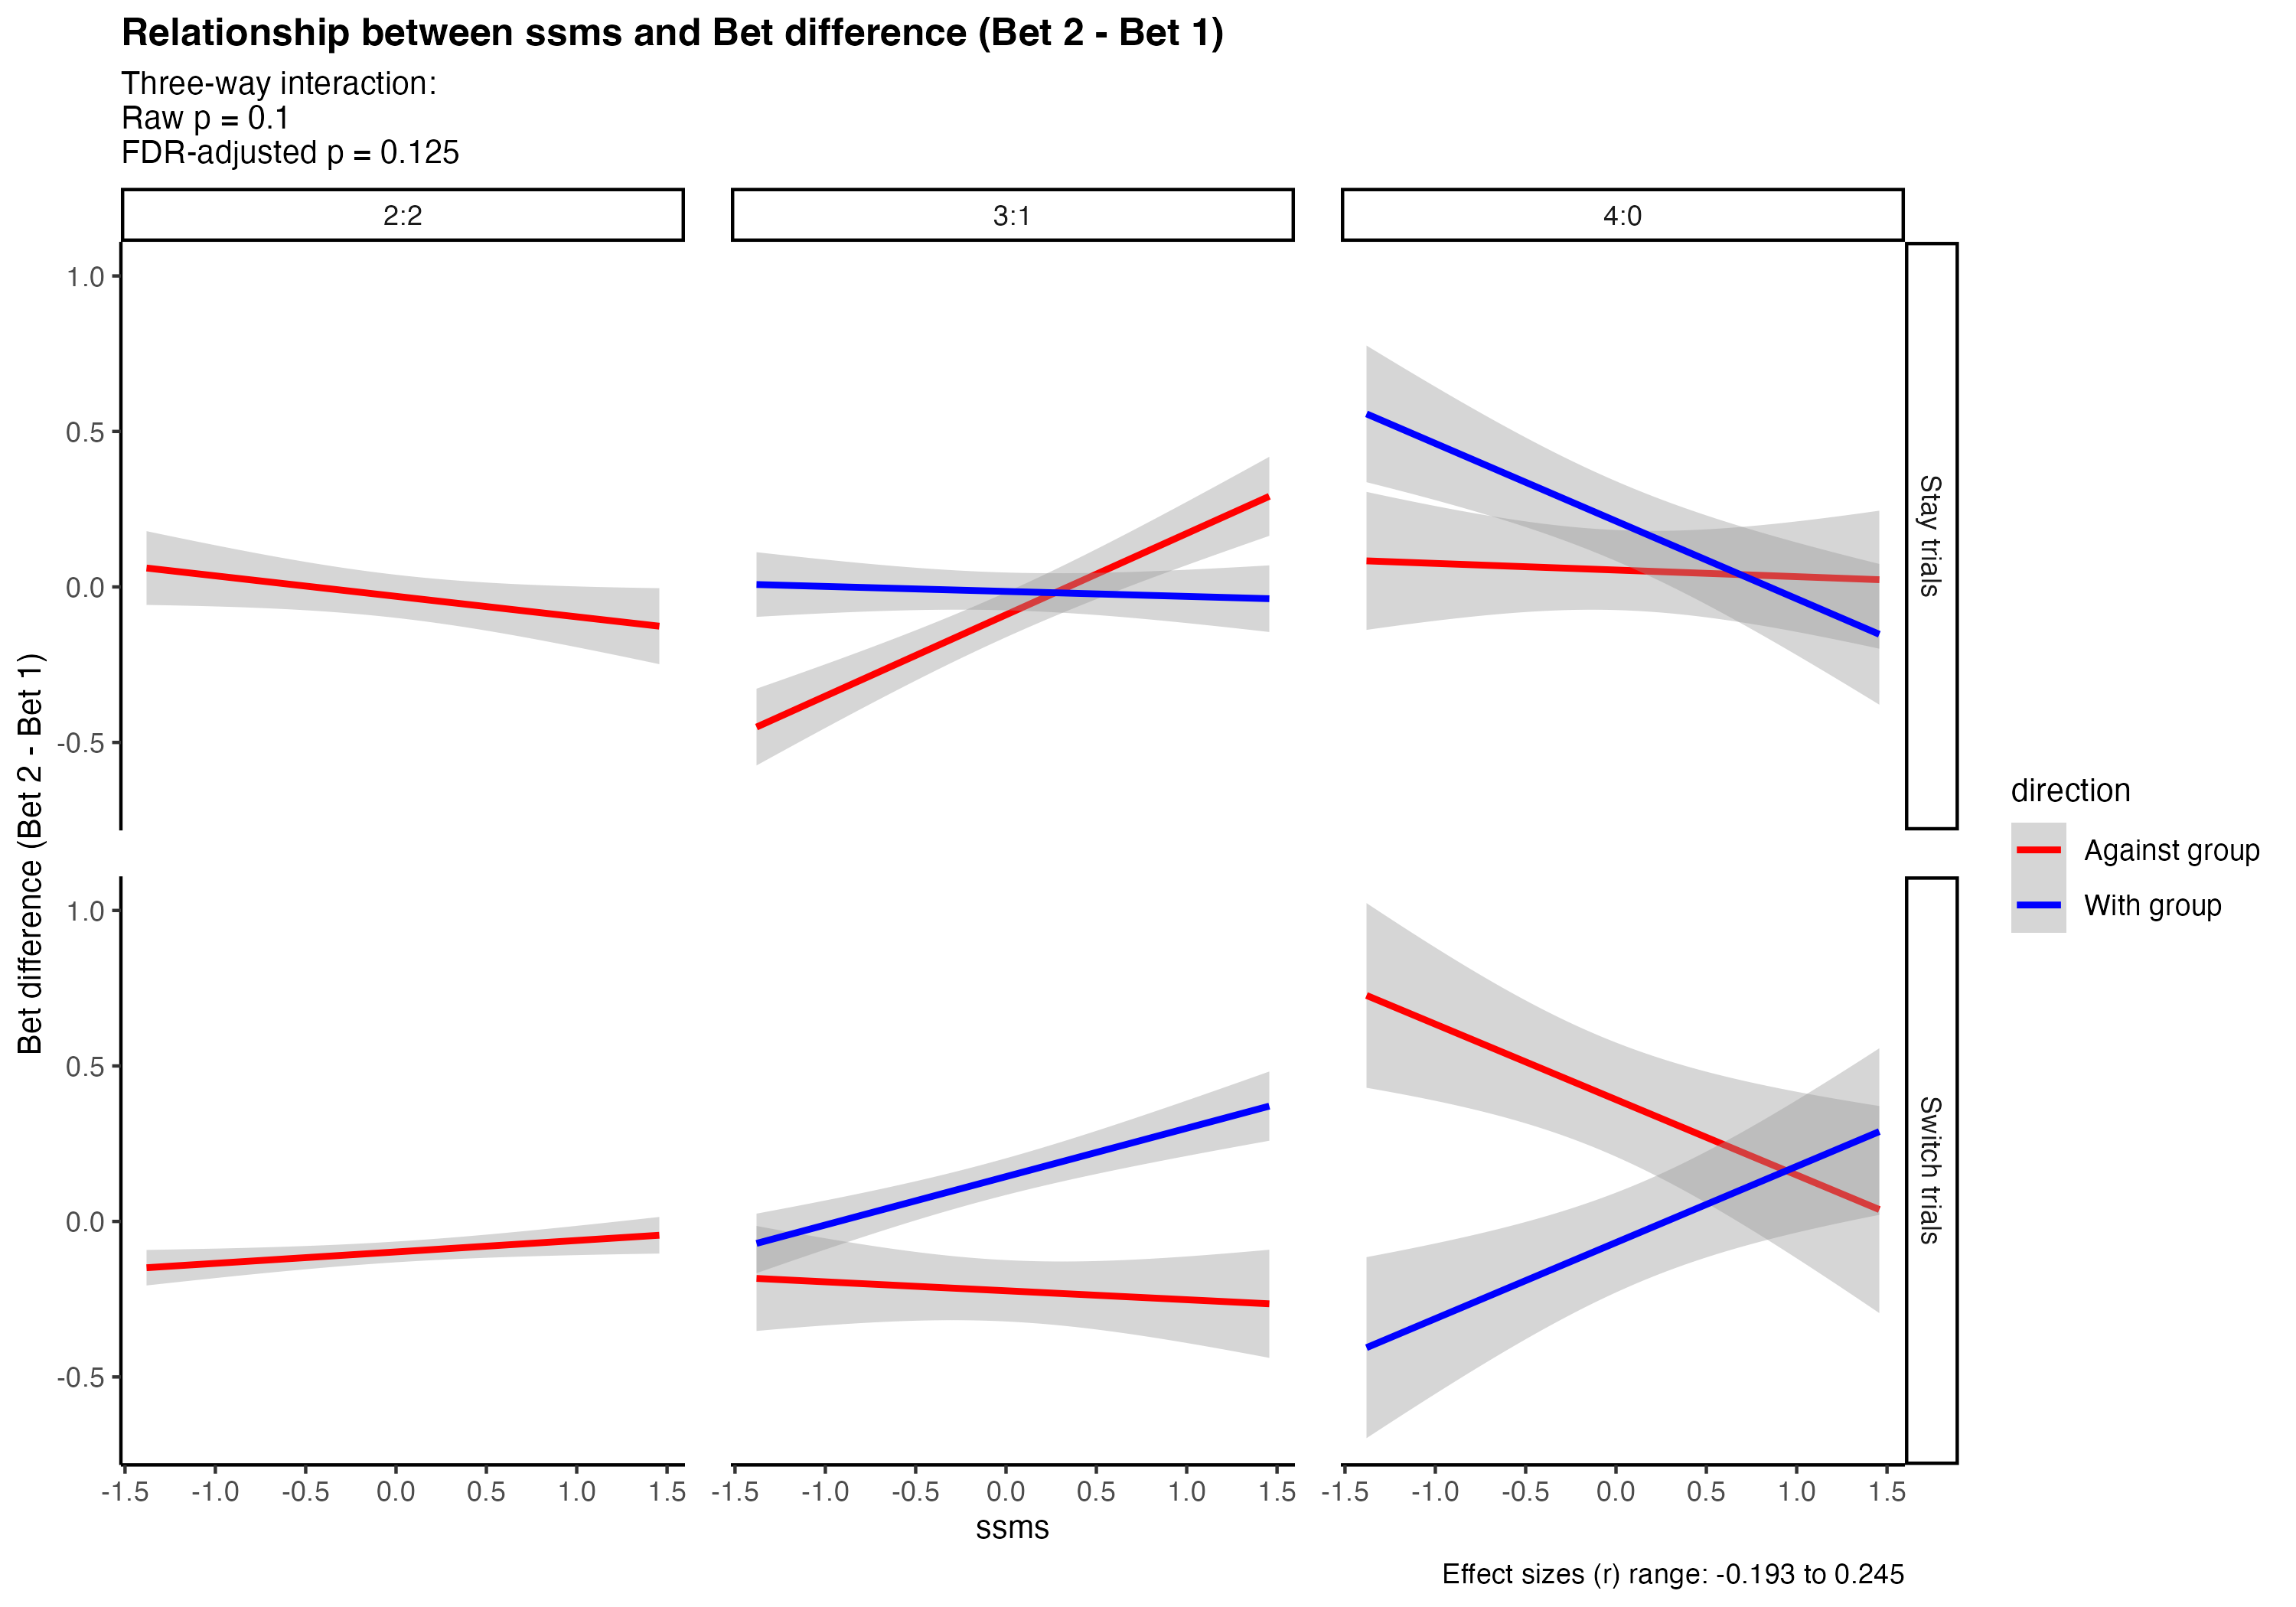 Relationship between ssms and Bet difference (Bet 2 - Bet 1)
Three-way interaction:
Raw p = 0.1
FDR-adjusted p = 0.125
2:2
3:1
4:0
1.0
0.5
0.0
-0.5
Stay trials
1.0
0.5
0.0
-0.5
Switch trials
Bet difference (Bet 2 - Bet 1)
-1.5 -1.0 -0.5 0.0 0.5 1.0 1.5
-1.5 -1.0 -0.5 0.0 0.5 1.0 1.5
-1.5 -1.0 -0.5 0.0 0.5 1.0 1.5
ssms
direction
Against group
With group
Effect sizes (r) range: -0.193 to 0.245